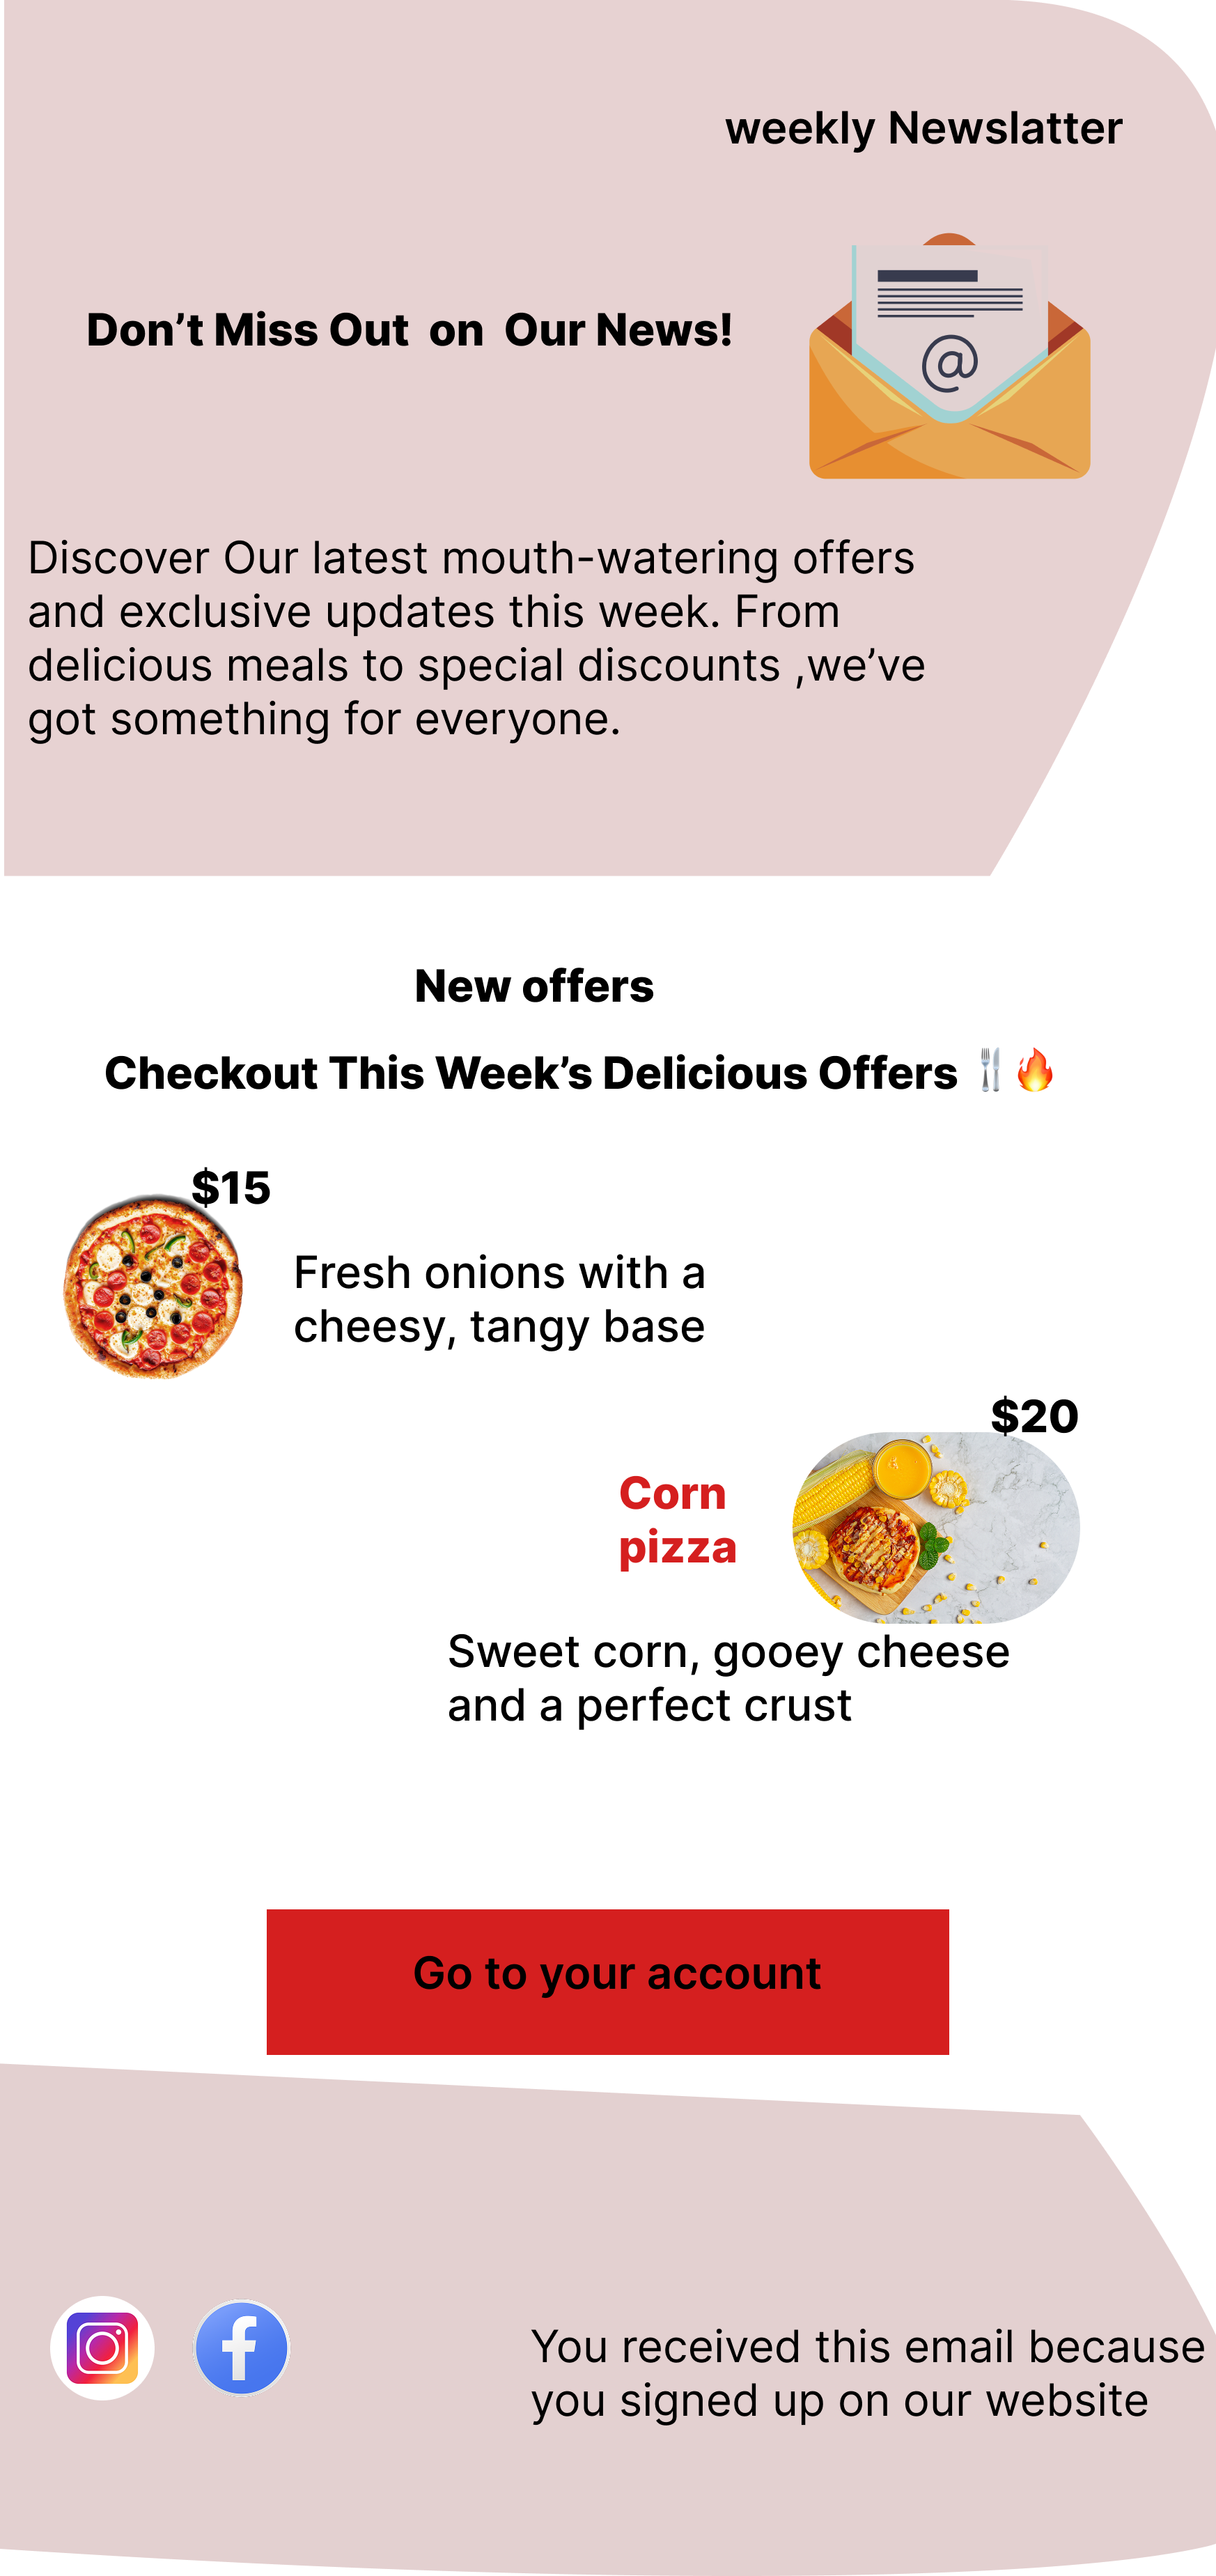 weekly Newslatter
Don’t Miss Out on Our News!
@
Discover Our latest mouth-watering offers
and exclusive updates this week. From
delicious meals to special discounts ,we’ve
got something for everyone.
New offers
Checkout This Week’s Delicious Offers 🍴🔥
$15
Fresh onions with a
cheesy, tangy base
$20
Corn
pizza
Sweet corn, gooey cheese
and a perfect crust
Go to your account
You received this email because
you signed up on our website